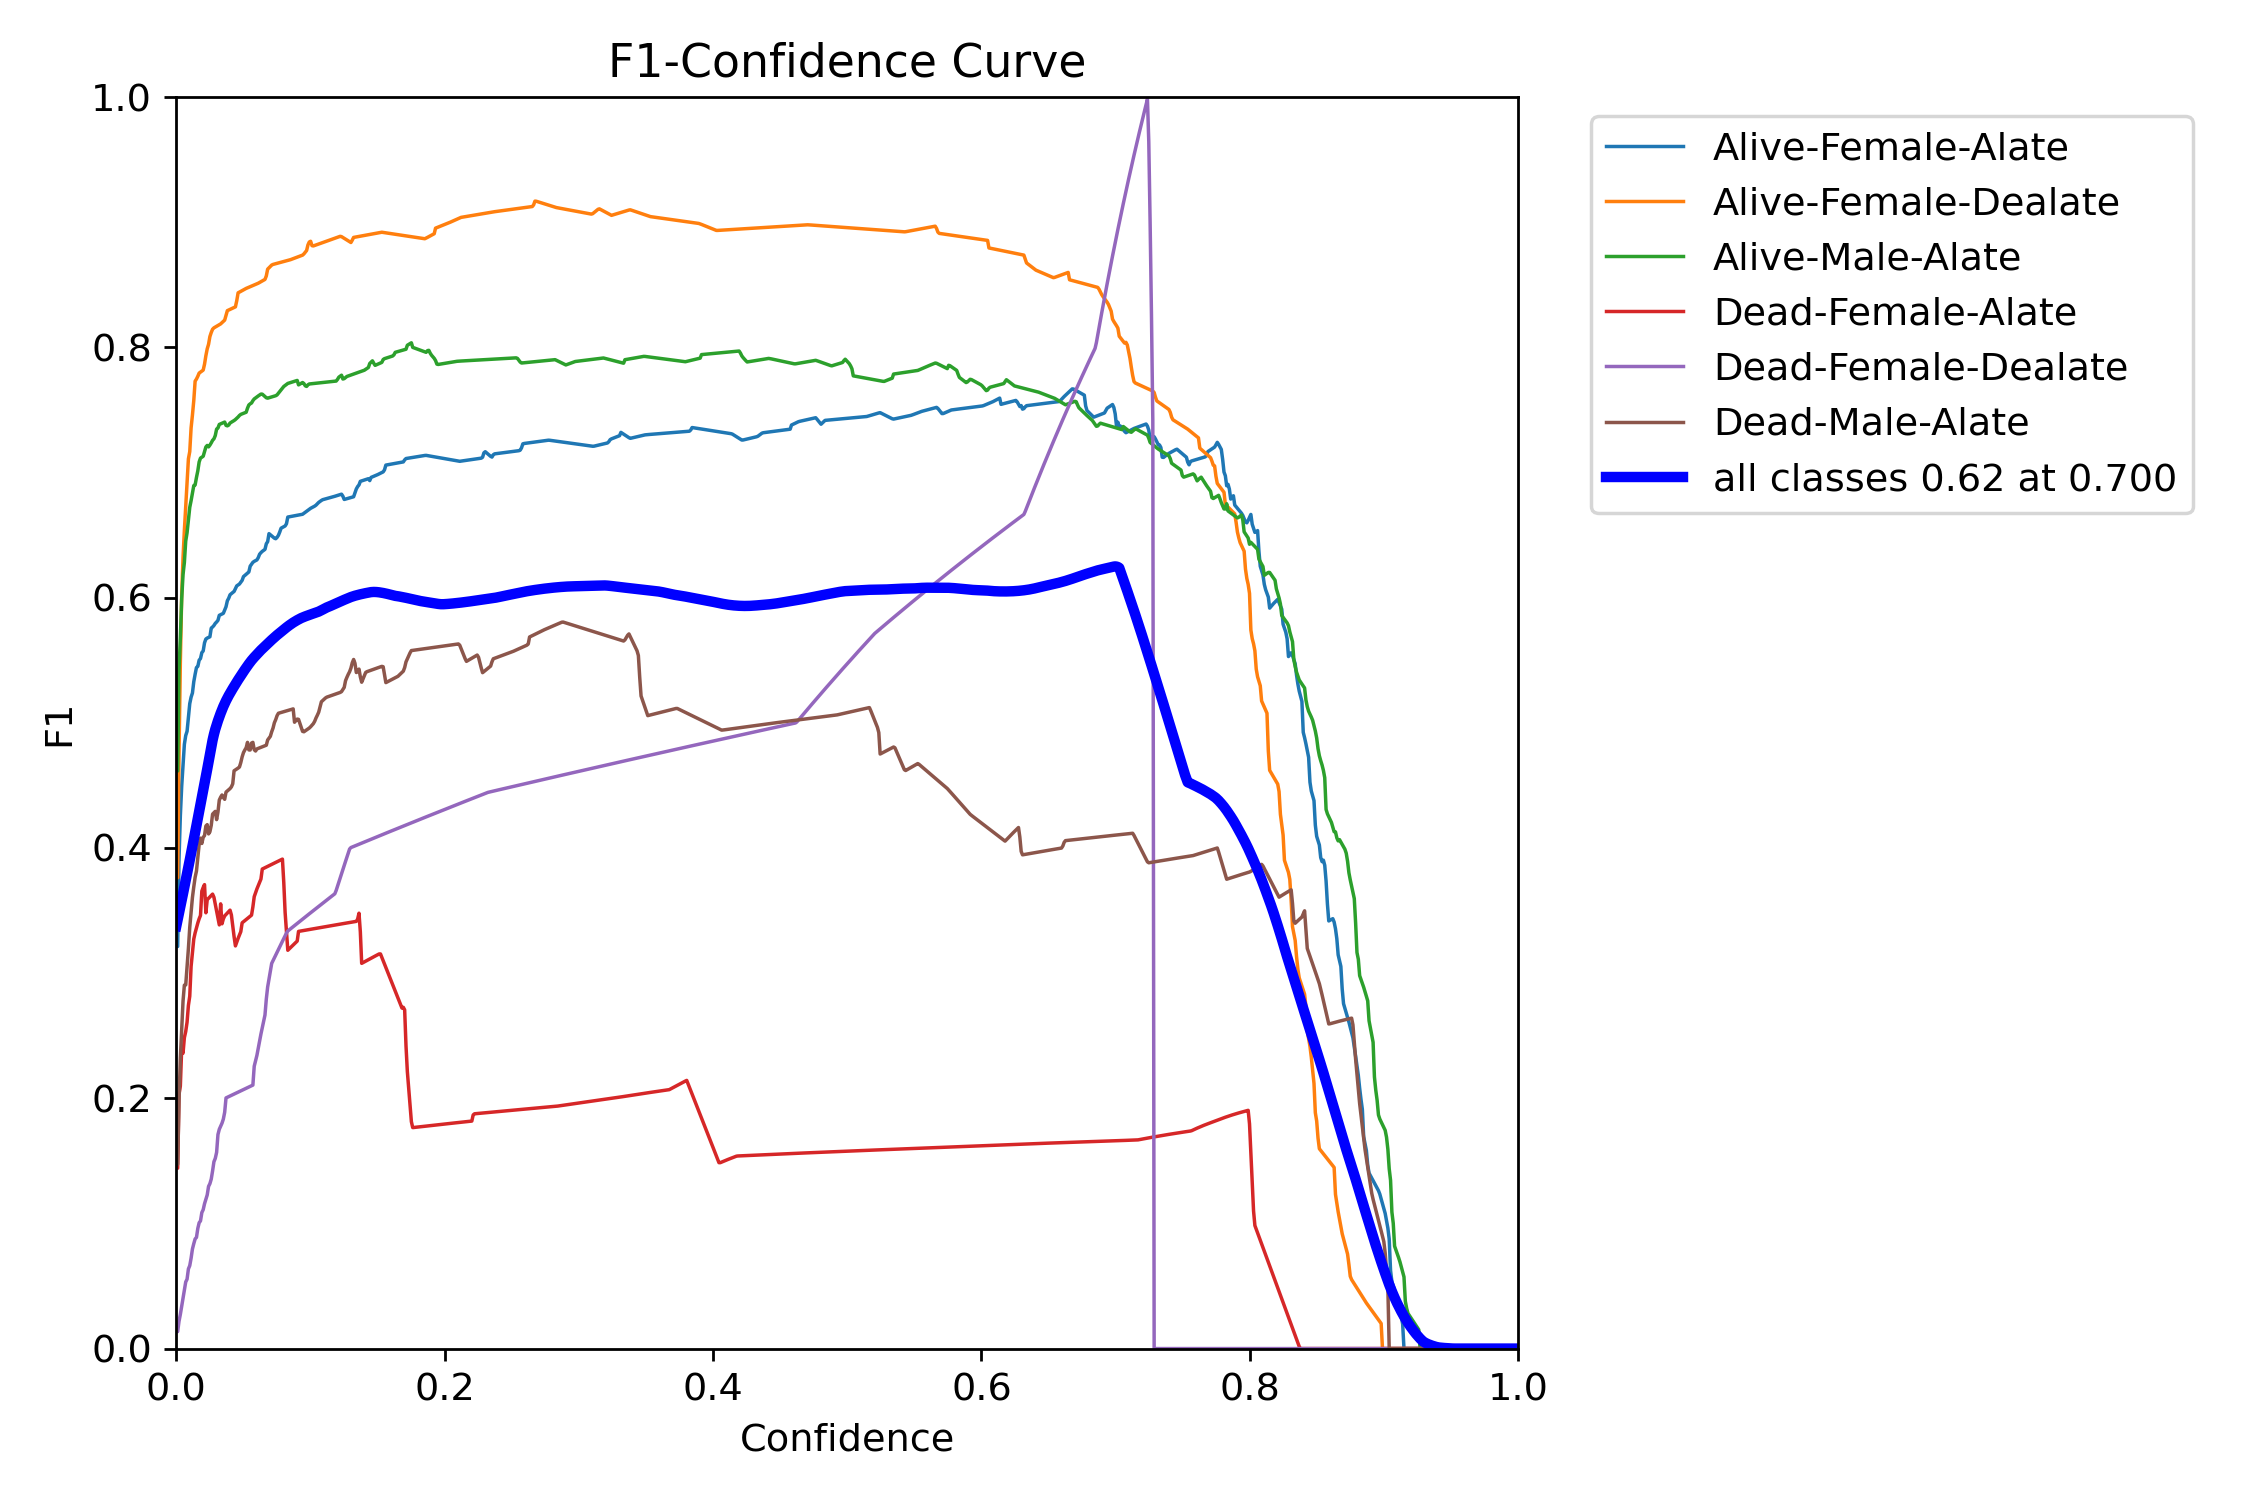 F1-Confidence Curve
1.0
0.8
0.6
0.4
0.2
0.0
F1
0.0 0.2 0.4 0.6 0.8 1.0
Confidence
Alive-Female-Alate
Alive-Female-Dealate
Alive-Male-Alate
Dead-Female-Alate
Dead-Female-Dealate
Dead-Male-Alate
all classes 0.62 at 0.700